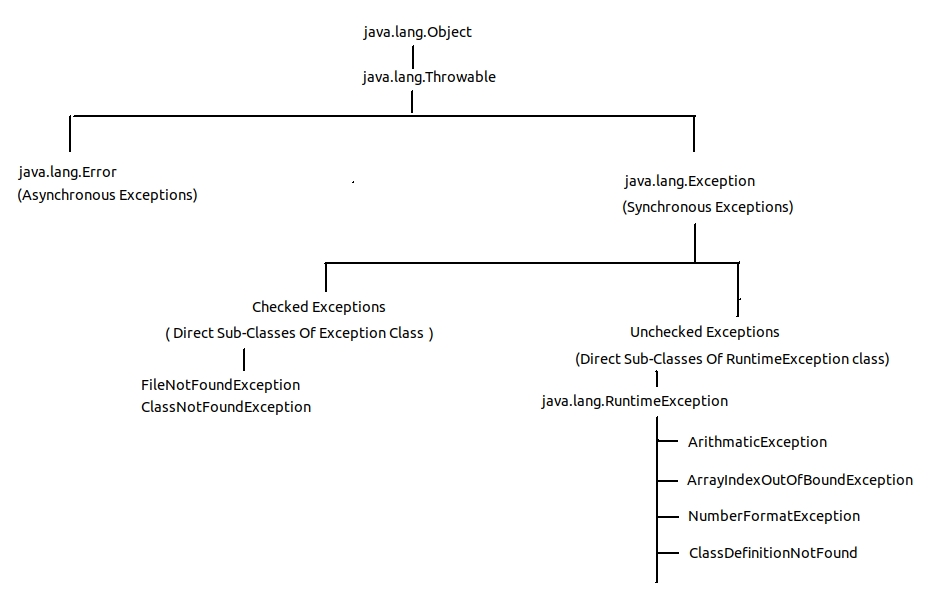 java.lang.Object
java.lang.Throwable
java.lang.Error
(Asynchronous Exceptions)
java.lang.Exception
(Synchronous Exceptions)
Checked Exceptions
( Direct Sub-Classes Of Exception Class )
FileNotFoundException
ClassNotFoundException
Unchecked Exceptions
(Direct Sub-Classes Of RuntimeException class)
java.lang.RuntimeException
ArithmaticException
ArrayIndexOutOfBoundException
NumberFormatException
ClassDefinitionNotFound